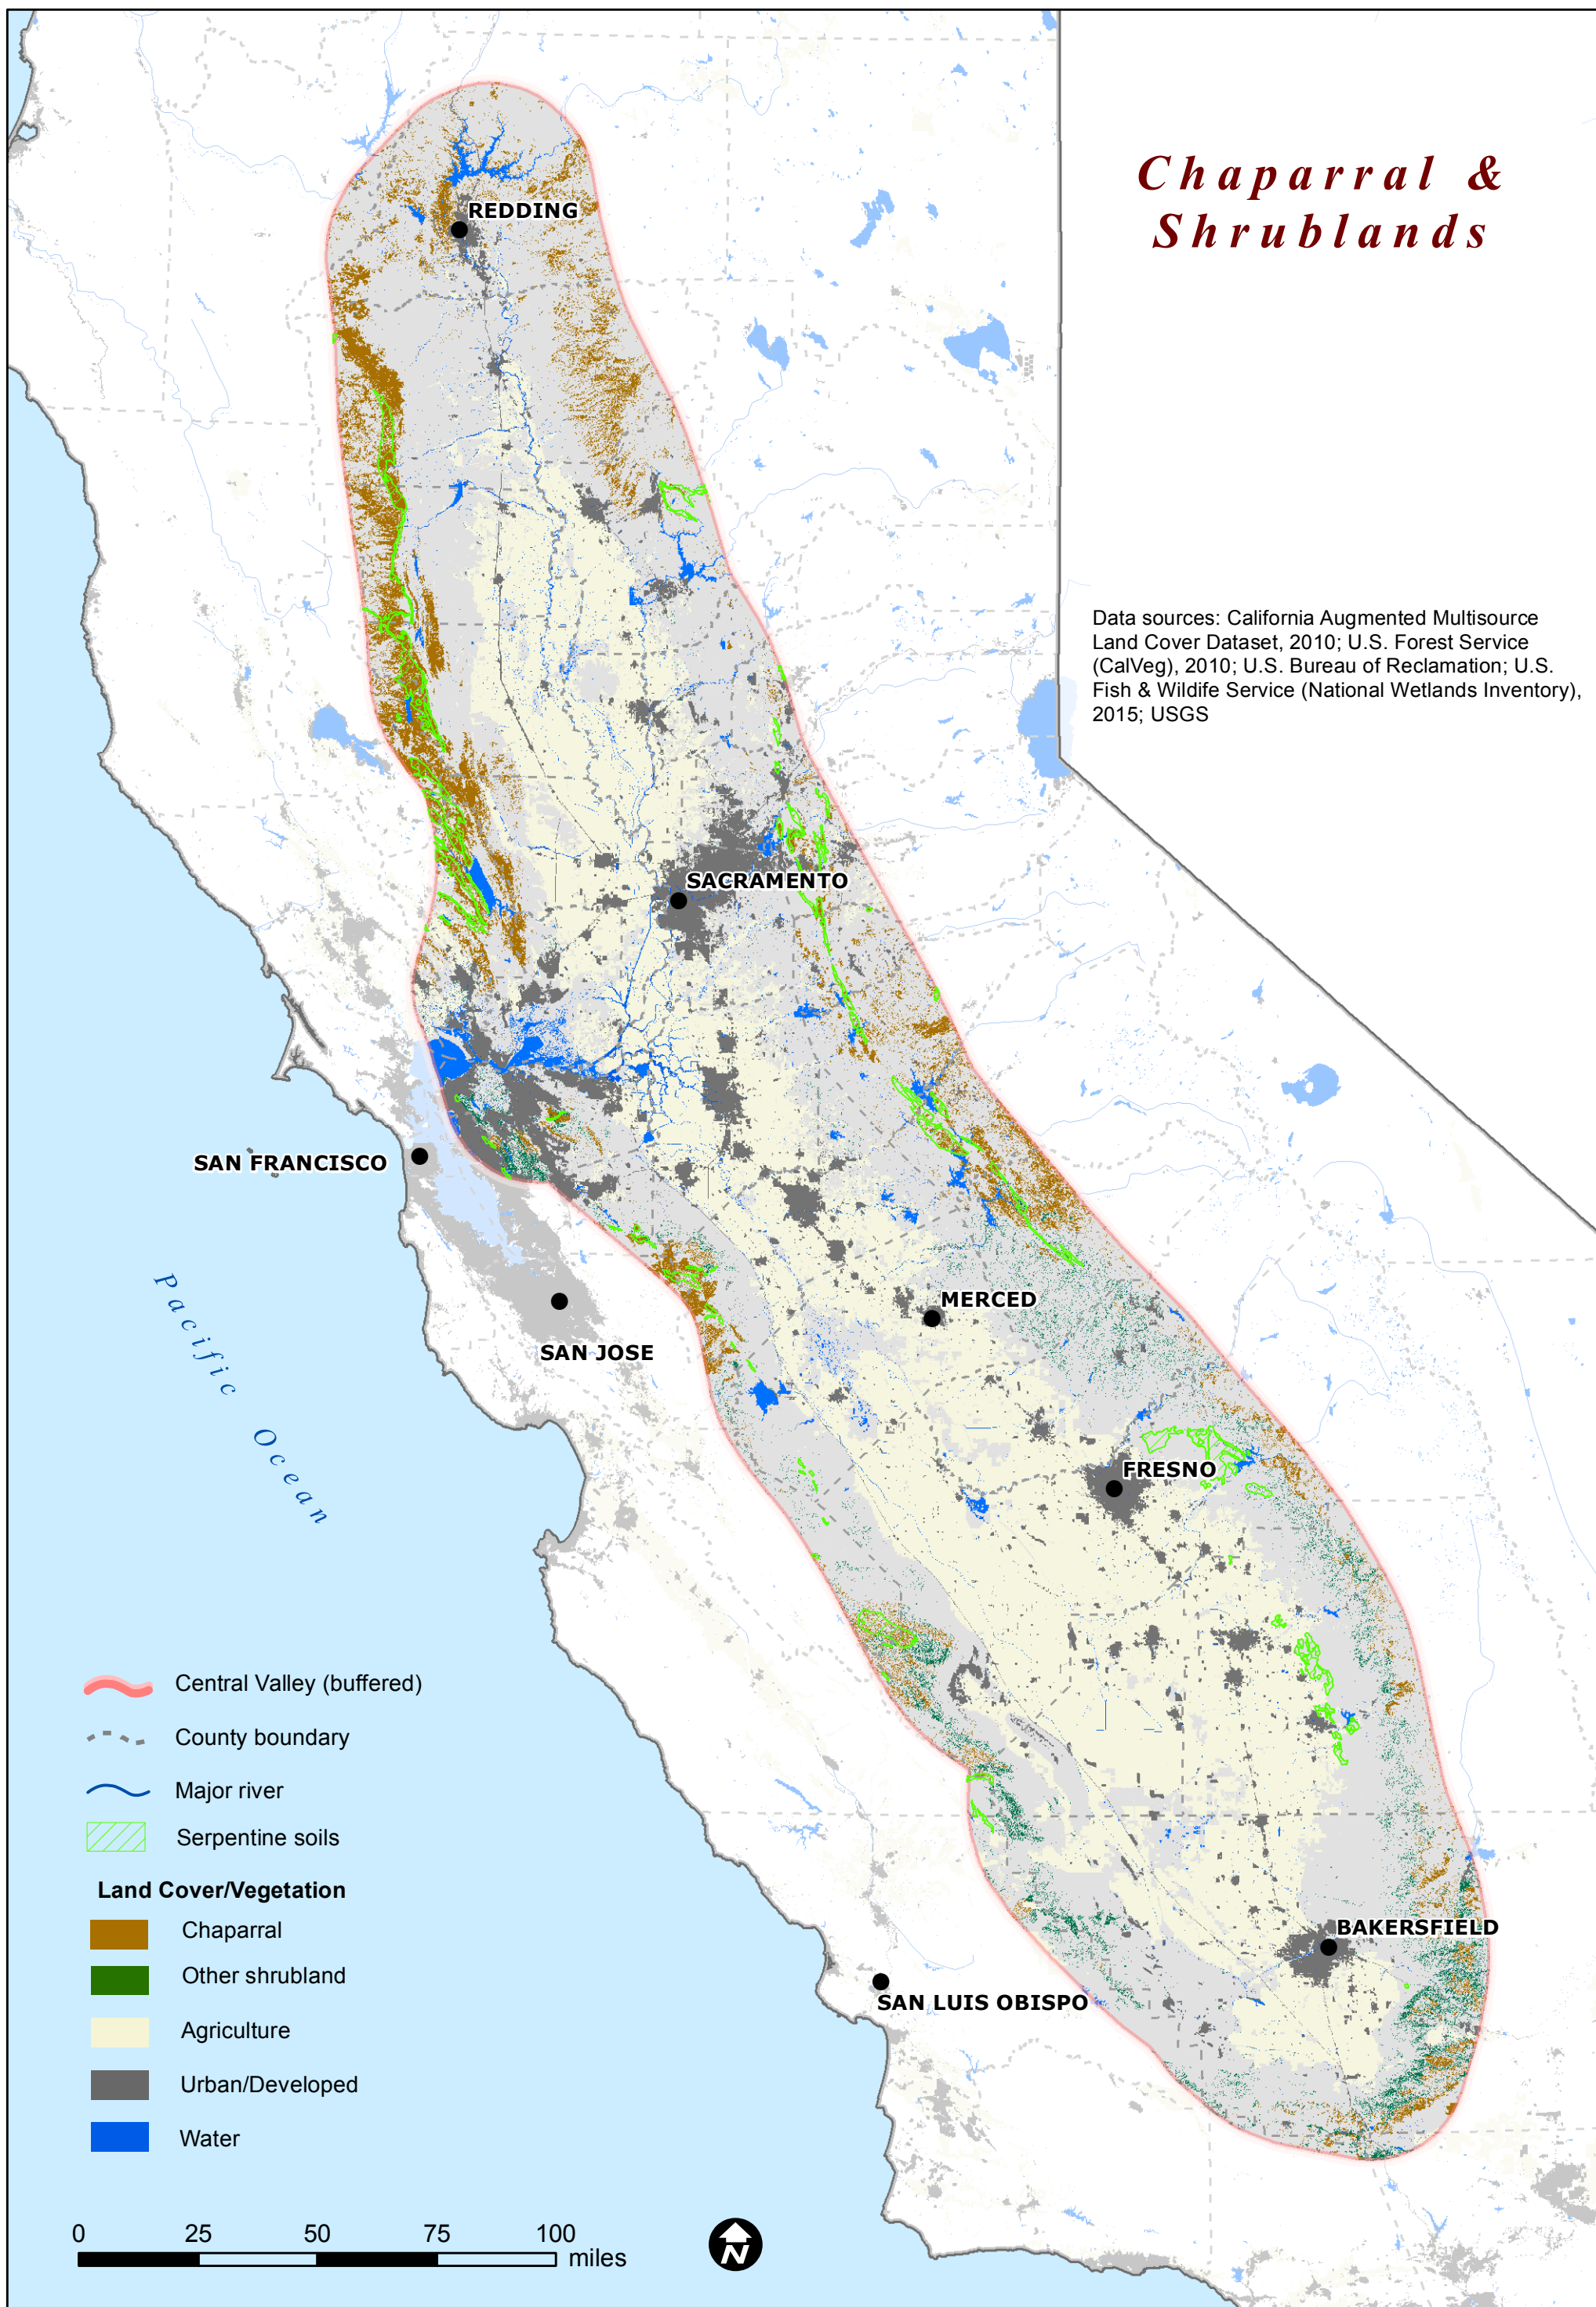 Chaparral &
Shrublands
REDDING
Data sources: California Augmented Multisource
Land Cover Dataset, 2010; U.S. Forest Service
(CalVeg), 2010; U.S. Bureau of Reclamation; U.S.
Fish & Wildife Service (National Wetlands Inventory),
2015; USGS
SACRAMENTO
SAN FRANCISCO
MERCED
SAN JOSE
Pacific Ocean
FRESNO
BAKERSFIELD
SAN LUIS OBISPO
Central Valley (buffered)
County boundary
Major river
Serpentine soils
Land Cover/Vegetation
Chaparral
Other shrubland
Agriculture
Urban/Developed
Water
0 25 50 75 100
miles
N